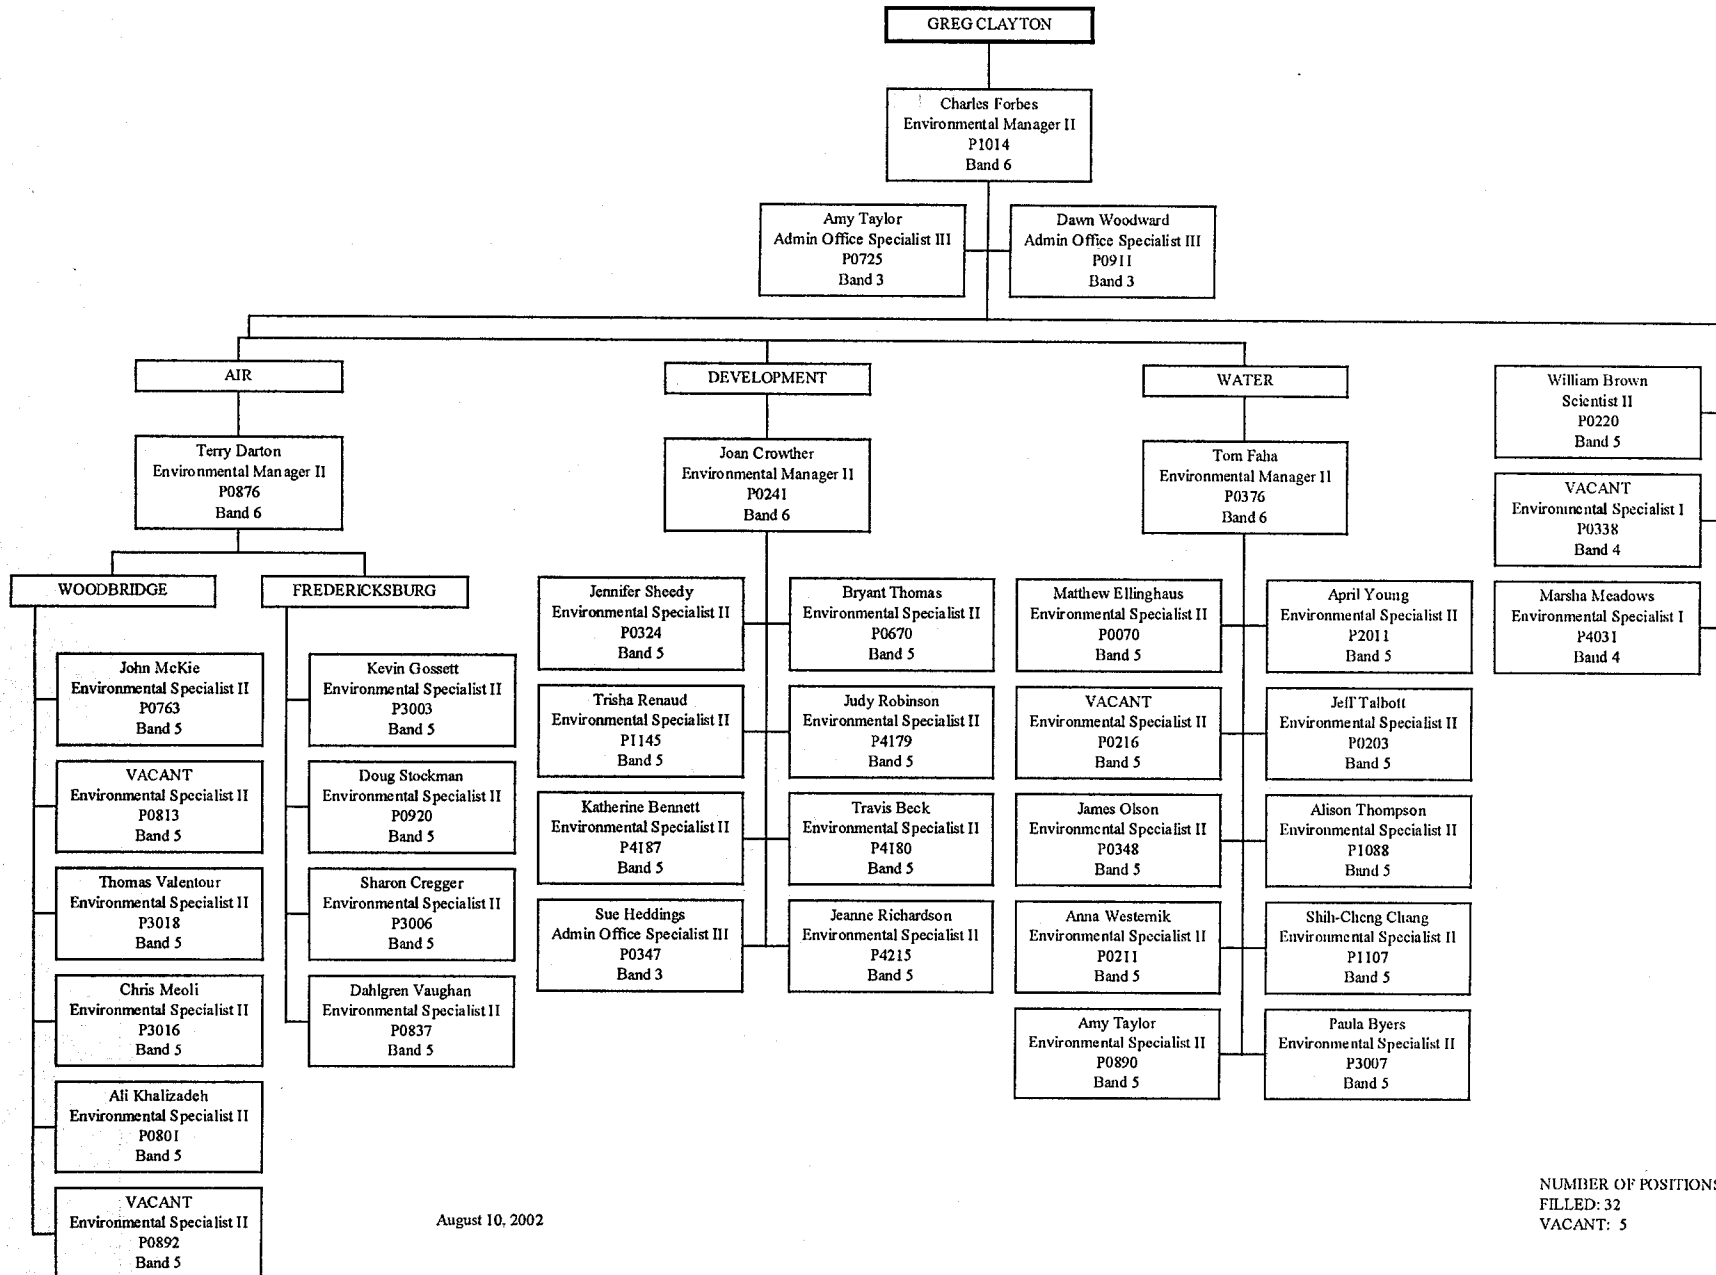 GREG CLAYTON
Charles Forbes
Environmental Manager II
P1014
Band 6
Amy Taylor
Admin Office Specialist III
P0725
Band 3
Dawn Woodward
Admin Office Specialist III
P0911
Band 3
AIR
Terry Darton
Environmental Manager II
P0876
Band 6
WOODBRIDGE
John McKie
Environmental Specialist II
P0763
Band 5
VACANT
Environmental Specialist II
P0813
Band 5
Thomas Valentour
Environmental Specialist II
P3018
Band 5
Chris Meoli
Environmental Specialist II
P3016
Band 5
Ali Khalizadeh
Environmental Specialist II
P0801
Band 5
VACANT
Environmental Specialist II
P0892
Band 5
FREDERICKSBURG
Kevin Gossett
Environmental Specialist II
P3003
Band 5
Doug Stockman
Environmental Specialist II
P0920
Band 5
Sharon Cregger
Environmental Specialist II
P3006
Band 5
Dahlgren Vaughan
Environmental Specialist II
P0837
Band 5
DEVELOPMENT
Joan Crowther
Environmental Manager II
P0241
Band 6
Jennifer Sheedy
Environmental Specialist II
P0324
Band 5
Bryant Thomas
Environmental Specialist II
P0670
Band 5
Trisha Renaud
Environmental Specialist II
P1145
Band 5
Judy Robinson
Environmental Specialist II
P4179
Band 5
Katherine Bennett
Environmental Specialist II
P4187
Band 5
Travis Beck
Environmental Specialist II
P4180
Band 5
Sue Heddings
Admin Office Specialist III
P0347
Band 3
Jeanne Richardson
Environmental Specialist II
P4215
Band 5
WATER
Tom Faha
Environmental Manager II
P0376
Band 6
Matthew Ellinghaus
Environmental Specialist II
P0070
Band 5
April Young
Environmental Specialist II
P2011
Band 5
VACANT
Environmental Specialist II
P0216
Band 5
Jeff Talbott
Environmental Specialist II
P0203
Band 5
James Olson
Environmental Specialist II
P0348
Band 5
Alison Thompson
Environmental Specialist II
P1088
Band 5
Anna Westernik
Environmental Specialist II
P0211
Band 5
Shih-Cheng Chang
Environmental Specialist II
P1107
Band 5
Amy Taylor
Environmental Specialist II
P0890
Band 5
Paula Byers
Environmental Specialist II
P3007
Band 5
William Brown
Scientist II
P0220
Band 5
VACANT
Environmental Specialist I
P0338
Band 4
Marsha Meadows
Environmental Specialist I
P4031
Band 4
August 10, 2002
NUMBER OF POSITIONS
FILLED: 32
VACANT: 5